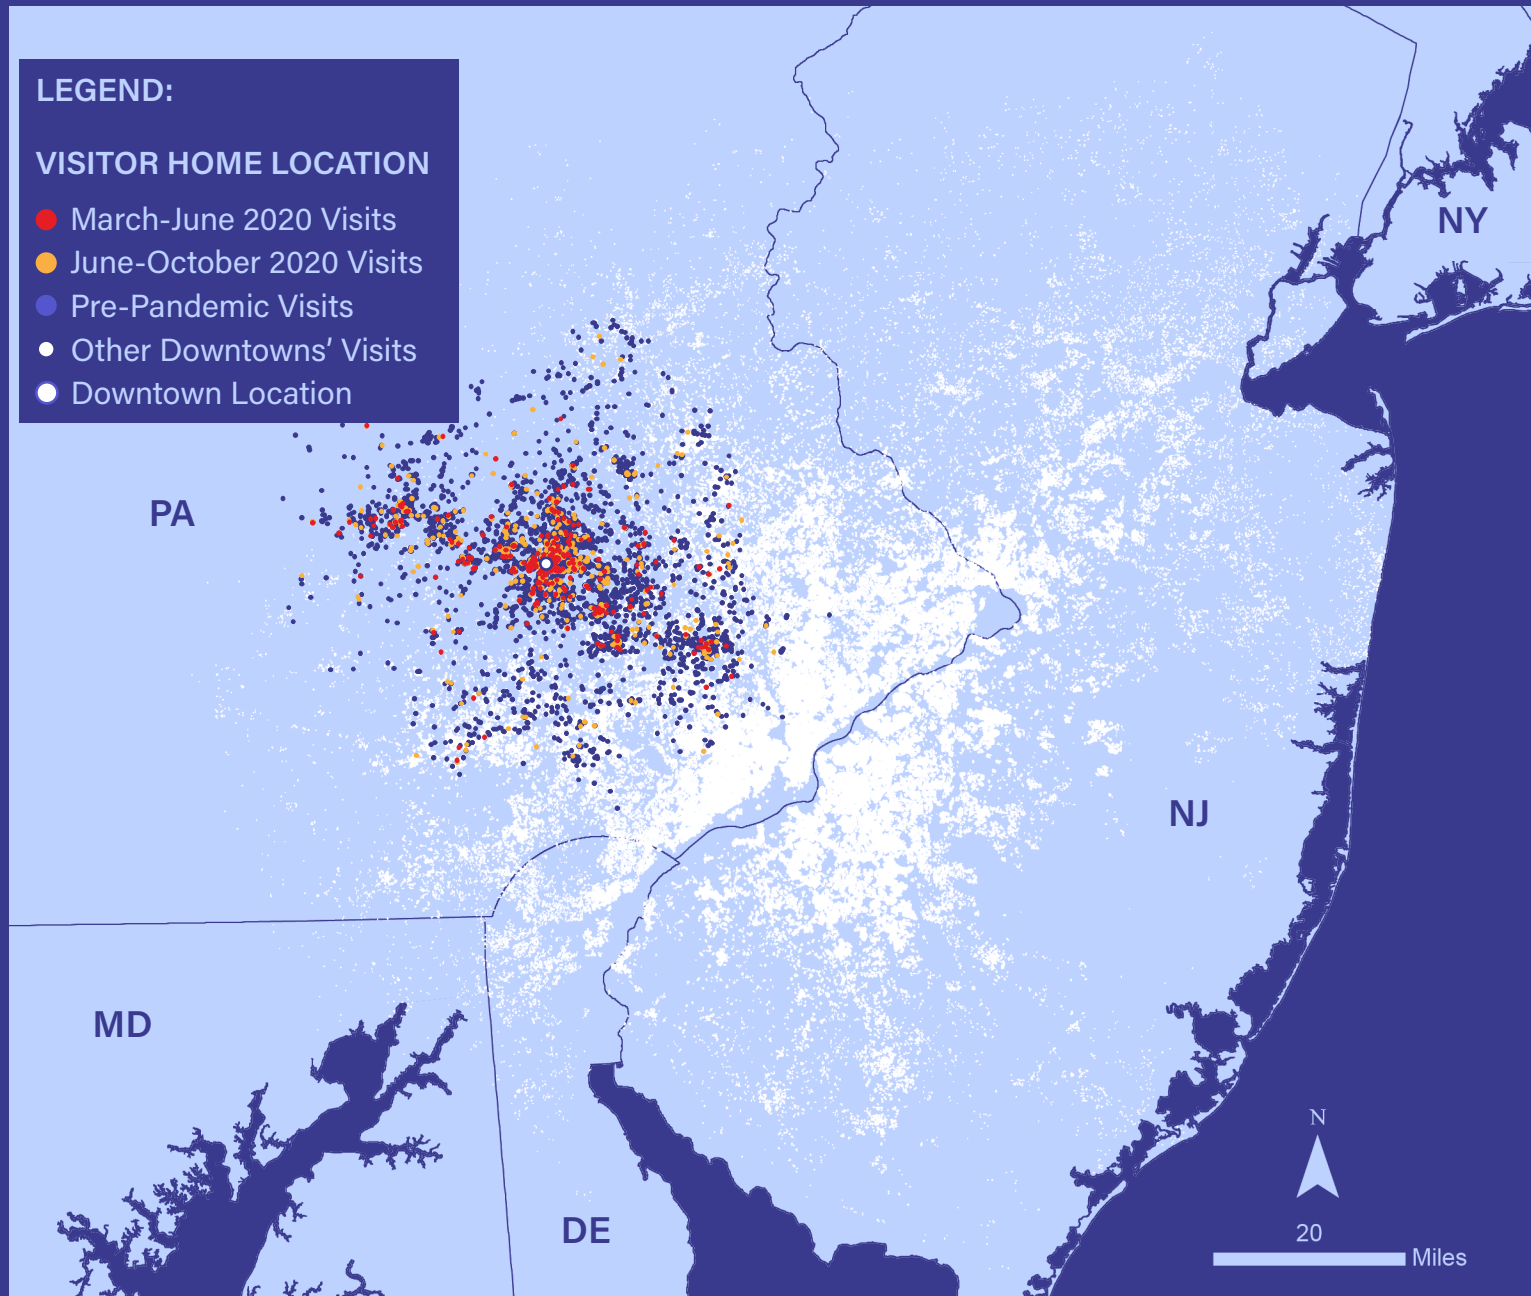 LEGEND:
VISITOR HOME LOCATION
March-June 2020 Visits
June-October 2020 Visits
Pre-Pandemic Visits
Other Downtowns’ Visits
Downtown Location
NY
PA
NJ
MD
DE
N
20
Miles